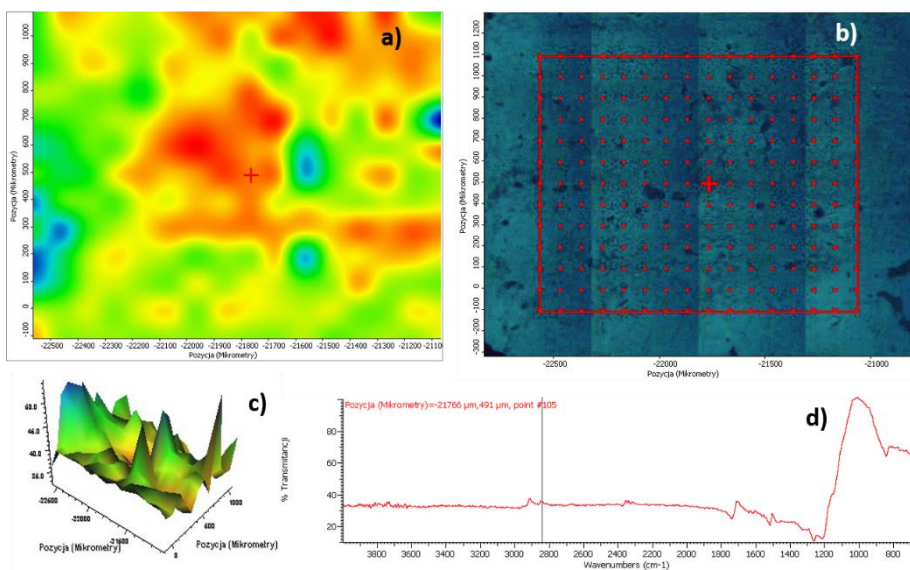 a)
1000
900
800
700
600
500
400
300
200
100
0
-100
Pozycja (Mikrometry)
-22500 -22400 -22300 -22200 -22100 -22000 -21900 -21800 -21700 -21600 -21500 -21400 -21300 -21200 -2110
Pozycja (Mikrometry)
b)
1300
1200
1100
1000
900
800
700
600
500
400
300
200
100
0
-100
-200
-300
Pozycja (Mikrometry)
-22500 -22000 -21500 -21000
Pozycja (Mikrometry)
c)
60.0
48.0
40.0
36.0
-22600
-22000
-21600
0
600
1000
Pozycja (Mikrometry)
Pozycja (Mikrometry)
Pozycja (Mikrometry)=-21766 µm,491 µm, point #105
d)
80
60
40
20
% Transmitancji
3800 3600 3400 3200 3000 2800 2600 2400 2200 2000 1800 1600 1400 1200 1000 800
Wavenumbers (cm-1)